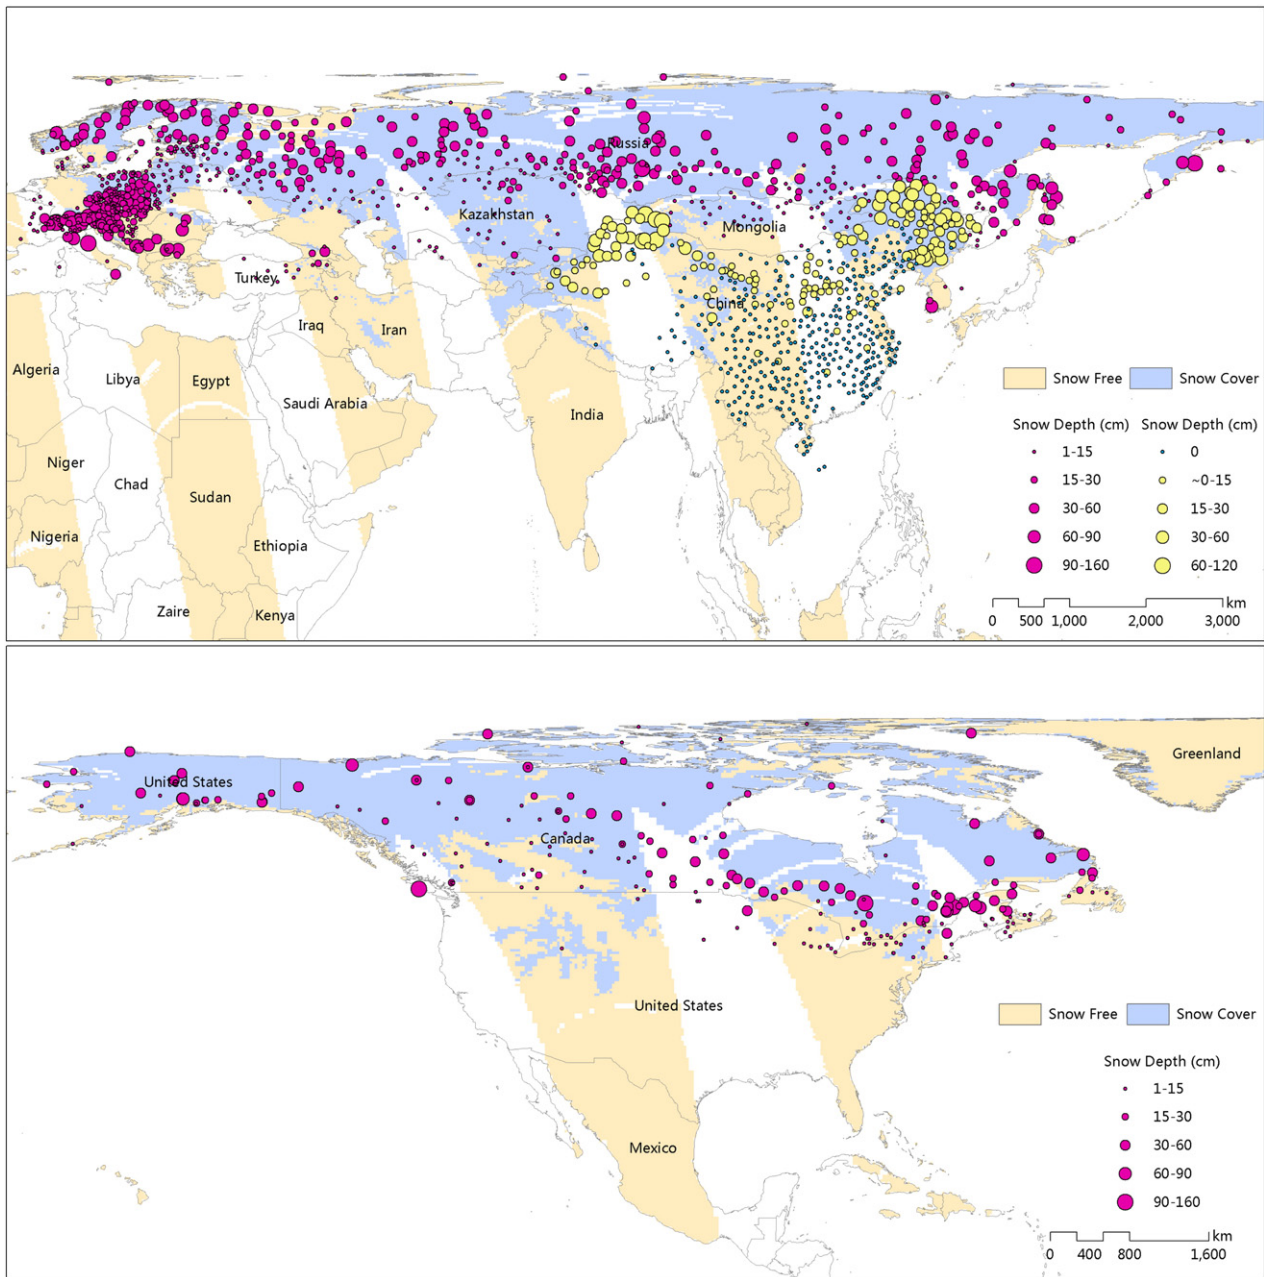 Russia
Kazakhstan
Mongolia
Turkey
China
Iraq
Iran
Algeria
Libya
Egypt
Saudi Arabia
India
Snow Free
Snow Cover
Snow Depth (cm)
Snow Depth (cm)
1-15
0
15-30
~0-15
30-60
15-30
60-90
30-60
90-160
60-120
Niger
Chad
Sudan
Nigeria
Ethiopia
Zaire
Kenya
km
0 500 1,000 2,000 3,000
Greenland
United States
Canada
United States
Snow Free
Snow Cover
Snow Depth (cm)
1-15
15-30
30-60
60-90
90-160
Mexico
km
0 400 800 1,600